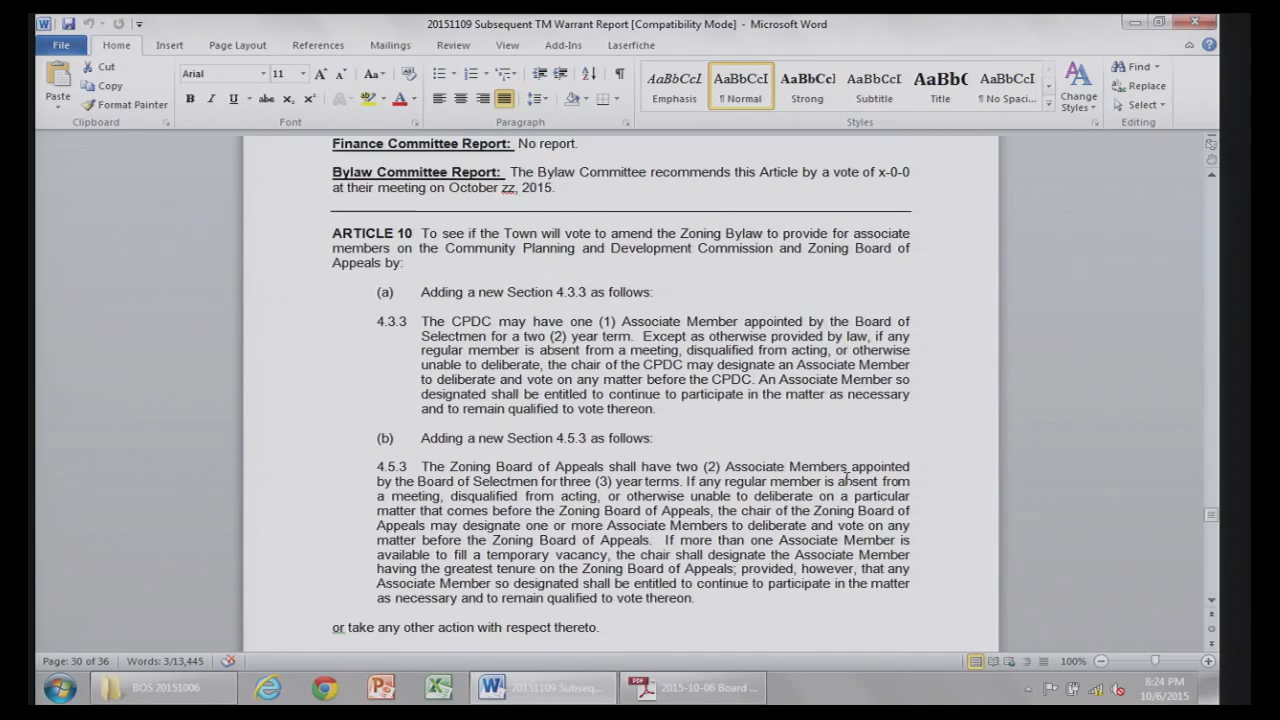 20151109 Subsequent TM Warrant Report [Compatibility Mode] - Microsoft Word
File Home Insert Page Layout References Mailings Review View Add-Ins Laserfiche
Cut
Copy
Format Painter
Paste
Clipboard
Arial 11
Font
Paragraph
AaBbCcI AaBbCcI AaBbCcI AaBbCcI AaBb( AaBbCcI
Emphasis ¶ Normal Strong Subtitle Title ¶ No Spaci...
Change Styles
Styles
Find
Replace
Select
Editing
Finance Committee Report: No report.
Bylaw Committee Report: The Bylaw Committee recommends this Article by a vote of x-0-0
at their meeting on October zz, 2015.
ARTICLE 10 To see if the Town will vote to amend the Zoning Bylaw to provide for associate
members on the Community Planning and Development Commission and Zoning Board of
Appeals by:
(a) Adding a new Section 4.3.3 as follows:
4.3.3 The CPDC may have one (1) Associate Member appointed by the Board of
Selectmen for a two (2) year term. Except as otherwise provided by law, if any
regular member is absent from a meeting, disqualified from acting, or otherwise
unable to deliberate, the chair of the CPDC may designate an Associate Member
to deliberate and vote on any matter before the CPDC. An Associate Member so
designated shall be entitled to continue to participate in the matter as necessary
and to remain qualified to vote thereon.
(b) Adding a new Section 4.5.3 as follows:
4.5.3 The Zoning Board of Appeals shall have two (2) Associate Members appointed
by the Board of Selectmen for three (3) year terms. If any regular member is absent from
a meeting, disqualified from acting, or otherwise unable to deliberate on a particular
matter that comes before the Zoning Board of Appeals, the chair of the Zoning Board of
Appeals may designate one or more Associate Members to deliberate and vote on any
matter before the Zoning Board of Appeals. If more than one Associate Member is
available to fill a temporary vacancy, the chair shall designate the Associate Member
having the greatest tenure on the Zoning Board of Appeals; provided, however, that any
Associate Member so designated shall be entitled to continue to participate in the matter
as necessary and to remain qualified to vote thereon.
or take any other action with respect thereto.
Page: 30 of 36 Words: 3/13,445 100%
BOS 20151006 20151109 Subseq... 2015-10-06 Board ... 8:24 PM
10/6/2015